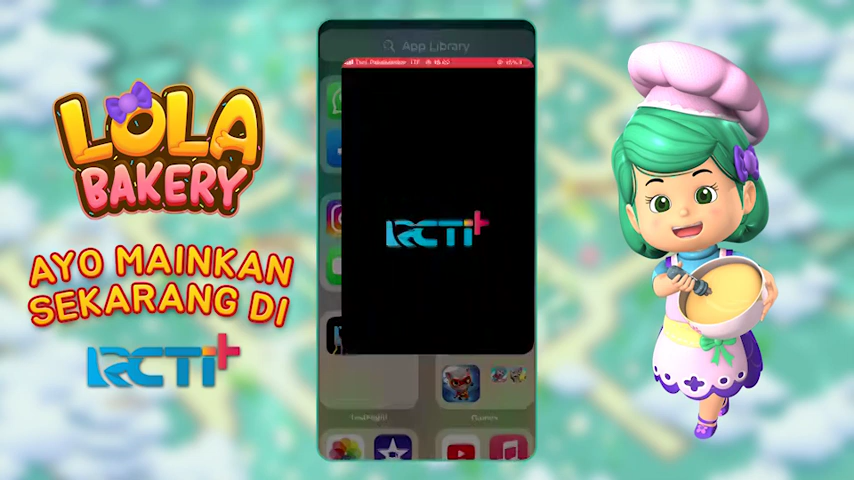 LOLA
BAKERY
AYO MAINKAN
SEKARANG DI
RCTI+
App Library
RCTI+